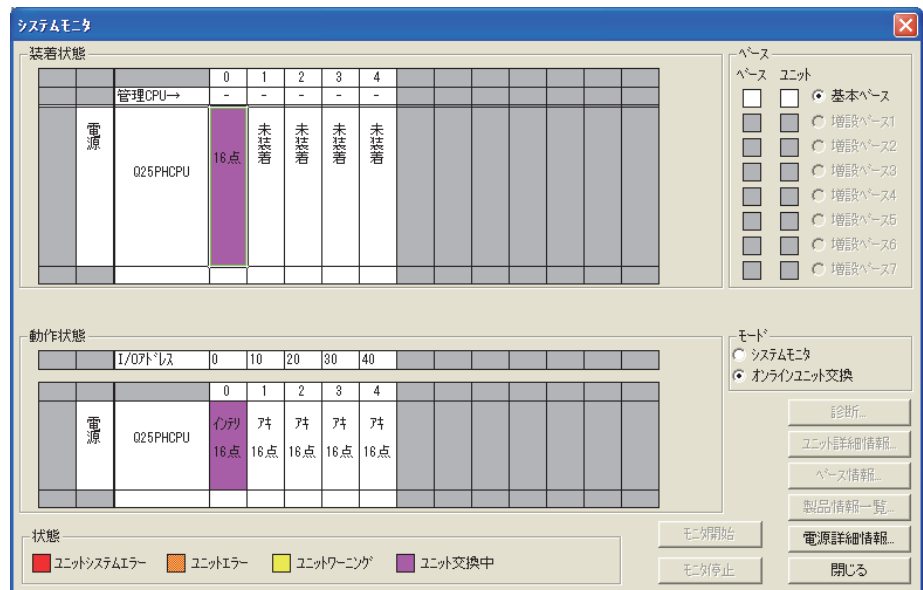 システムモニタ
装着状態
0 1 2 3 4
管理CPU→ - - - - -
電源 Q25PHCPU 16点 未装着 未装着 未装着 未装着
ベース
ベース ユニット
基本ベース
増設ベース1
増設ベース2
増設ベース3
増設ベース4
増設ベース5
増設ベース6
増設ベース7
動作状態
I/Oアドレス 0 10 20 30 40
0 1 2 3 4
電源 Q25PHCPU インテリ アキ アキ アキ アキ
16点 16点 16点 16点 16点
モード
システムモニタ
オンラインユニット交換
診断...
ユニット詳細情報...
ベース情報...
製品情報一覧...
電源詳細情報...
閉じる
モニタ開始
モニタ停止
状態
ユニットシステムエラー ユニットエラー ユニットワーニング ユニット交換中